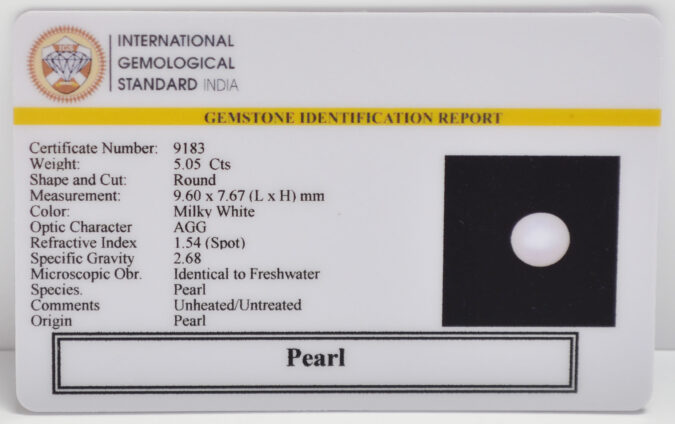 IGS
INTERNATIONAL
GEMOLOGICAL
STANDARD INDIA
GEMSTONE IDENTIFICATION REPORT
Certificate Number: 9183
Weight: 5.05 Cts
Shape and Cut: Round
Measurement: 9.60 x 7.67 (L x H) mm
Color: Milky White
Optic Character AGG
Refractive Index 1.54 (Spot)
Specific Gravity 2.68
Microscopic Obr. Identical to Freshwater
Species. Pearl
Comments Unheated/Untreated
Origin Pearl
Pearl